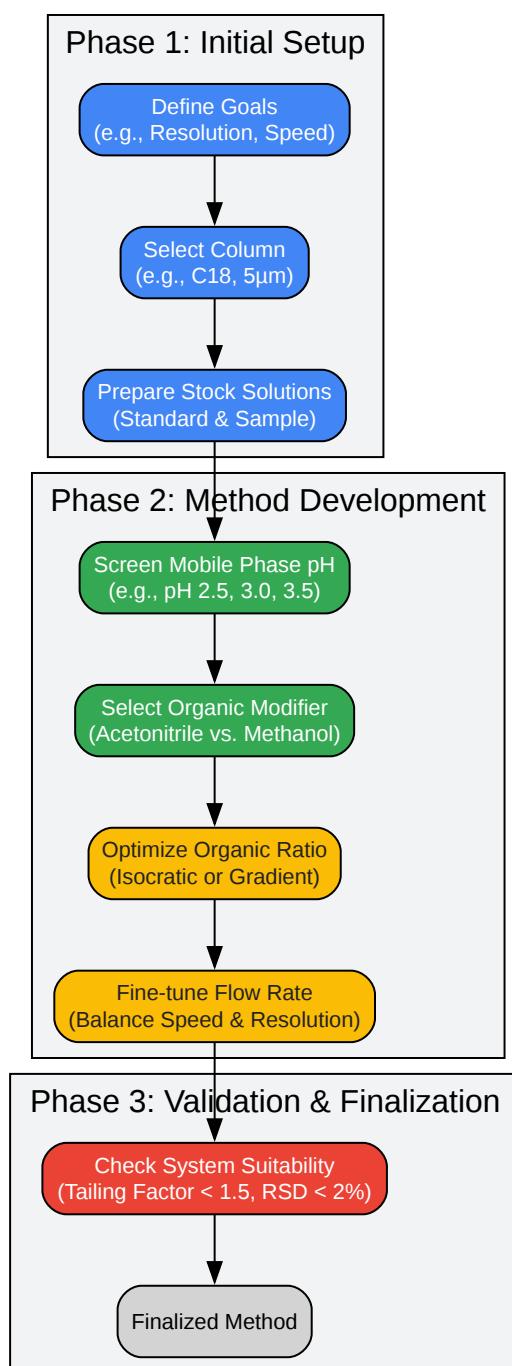 Phase 1: Initial Setup
Define Goals
(e.g., Resolution, Speed)
Select Column
(e.g., C18, 5µm)
Prepare Stock Solutions
(Standard & Sample)
Phase 2: Method Development
Screen Mobile Phase pH
(e.g., pH 2.5, 3.0, 3.5)
Select Organic Modifier
(Acetonitrile vs. Methanol)
Optimize Organic Ratio
(Isocratic or Gradient)
Fine-tune Flow Rate
(Balance Speed & Resolution)
Phase 3: Validation & Finalization
Check System Suitability
(Tailing Factor < 1.5, RSD < 2%)
Finalized Method